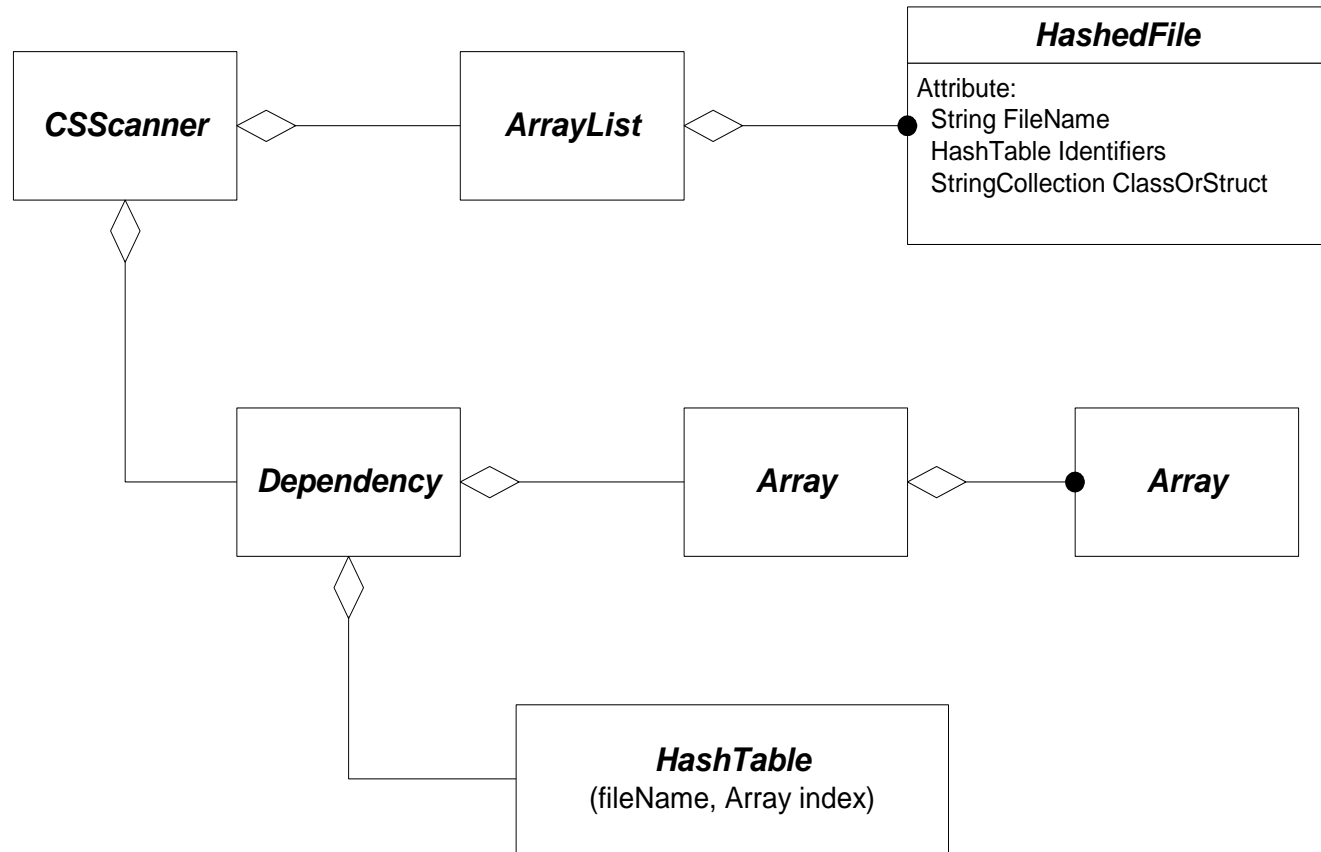 HashedFile
CSScanner
ArrayList
Attribute:
String FileName
HashTable Identifiers
StringCollection ClassOrStruct
Dependency
Array
Array
HashTable
(fileName, Array index)